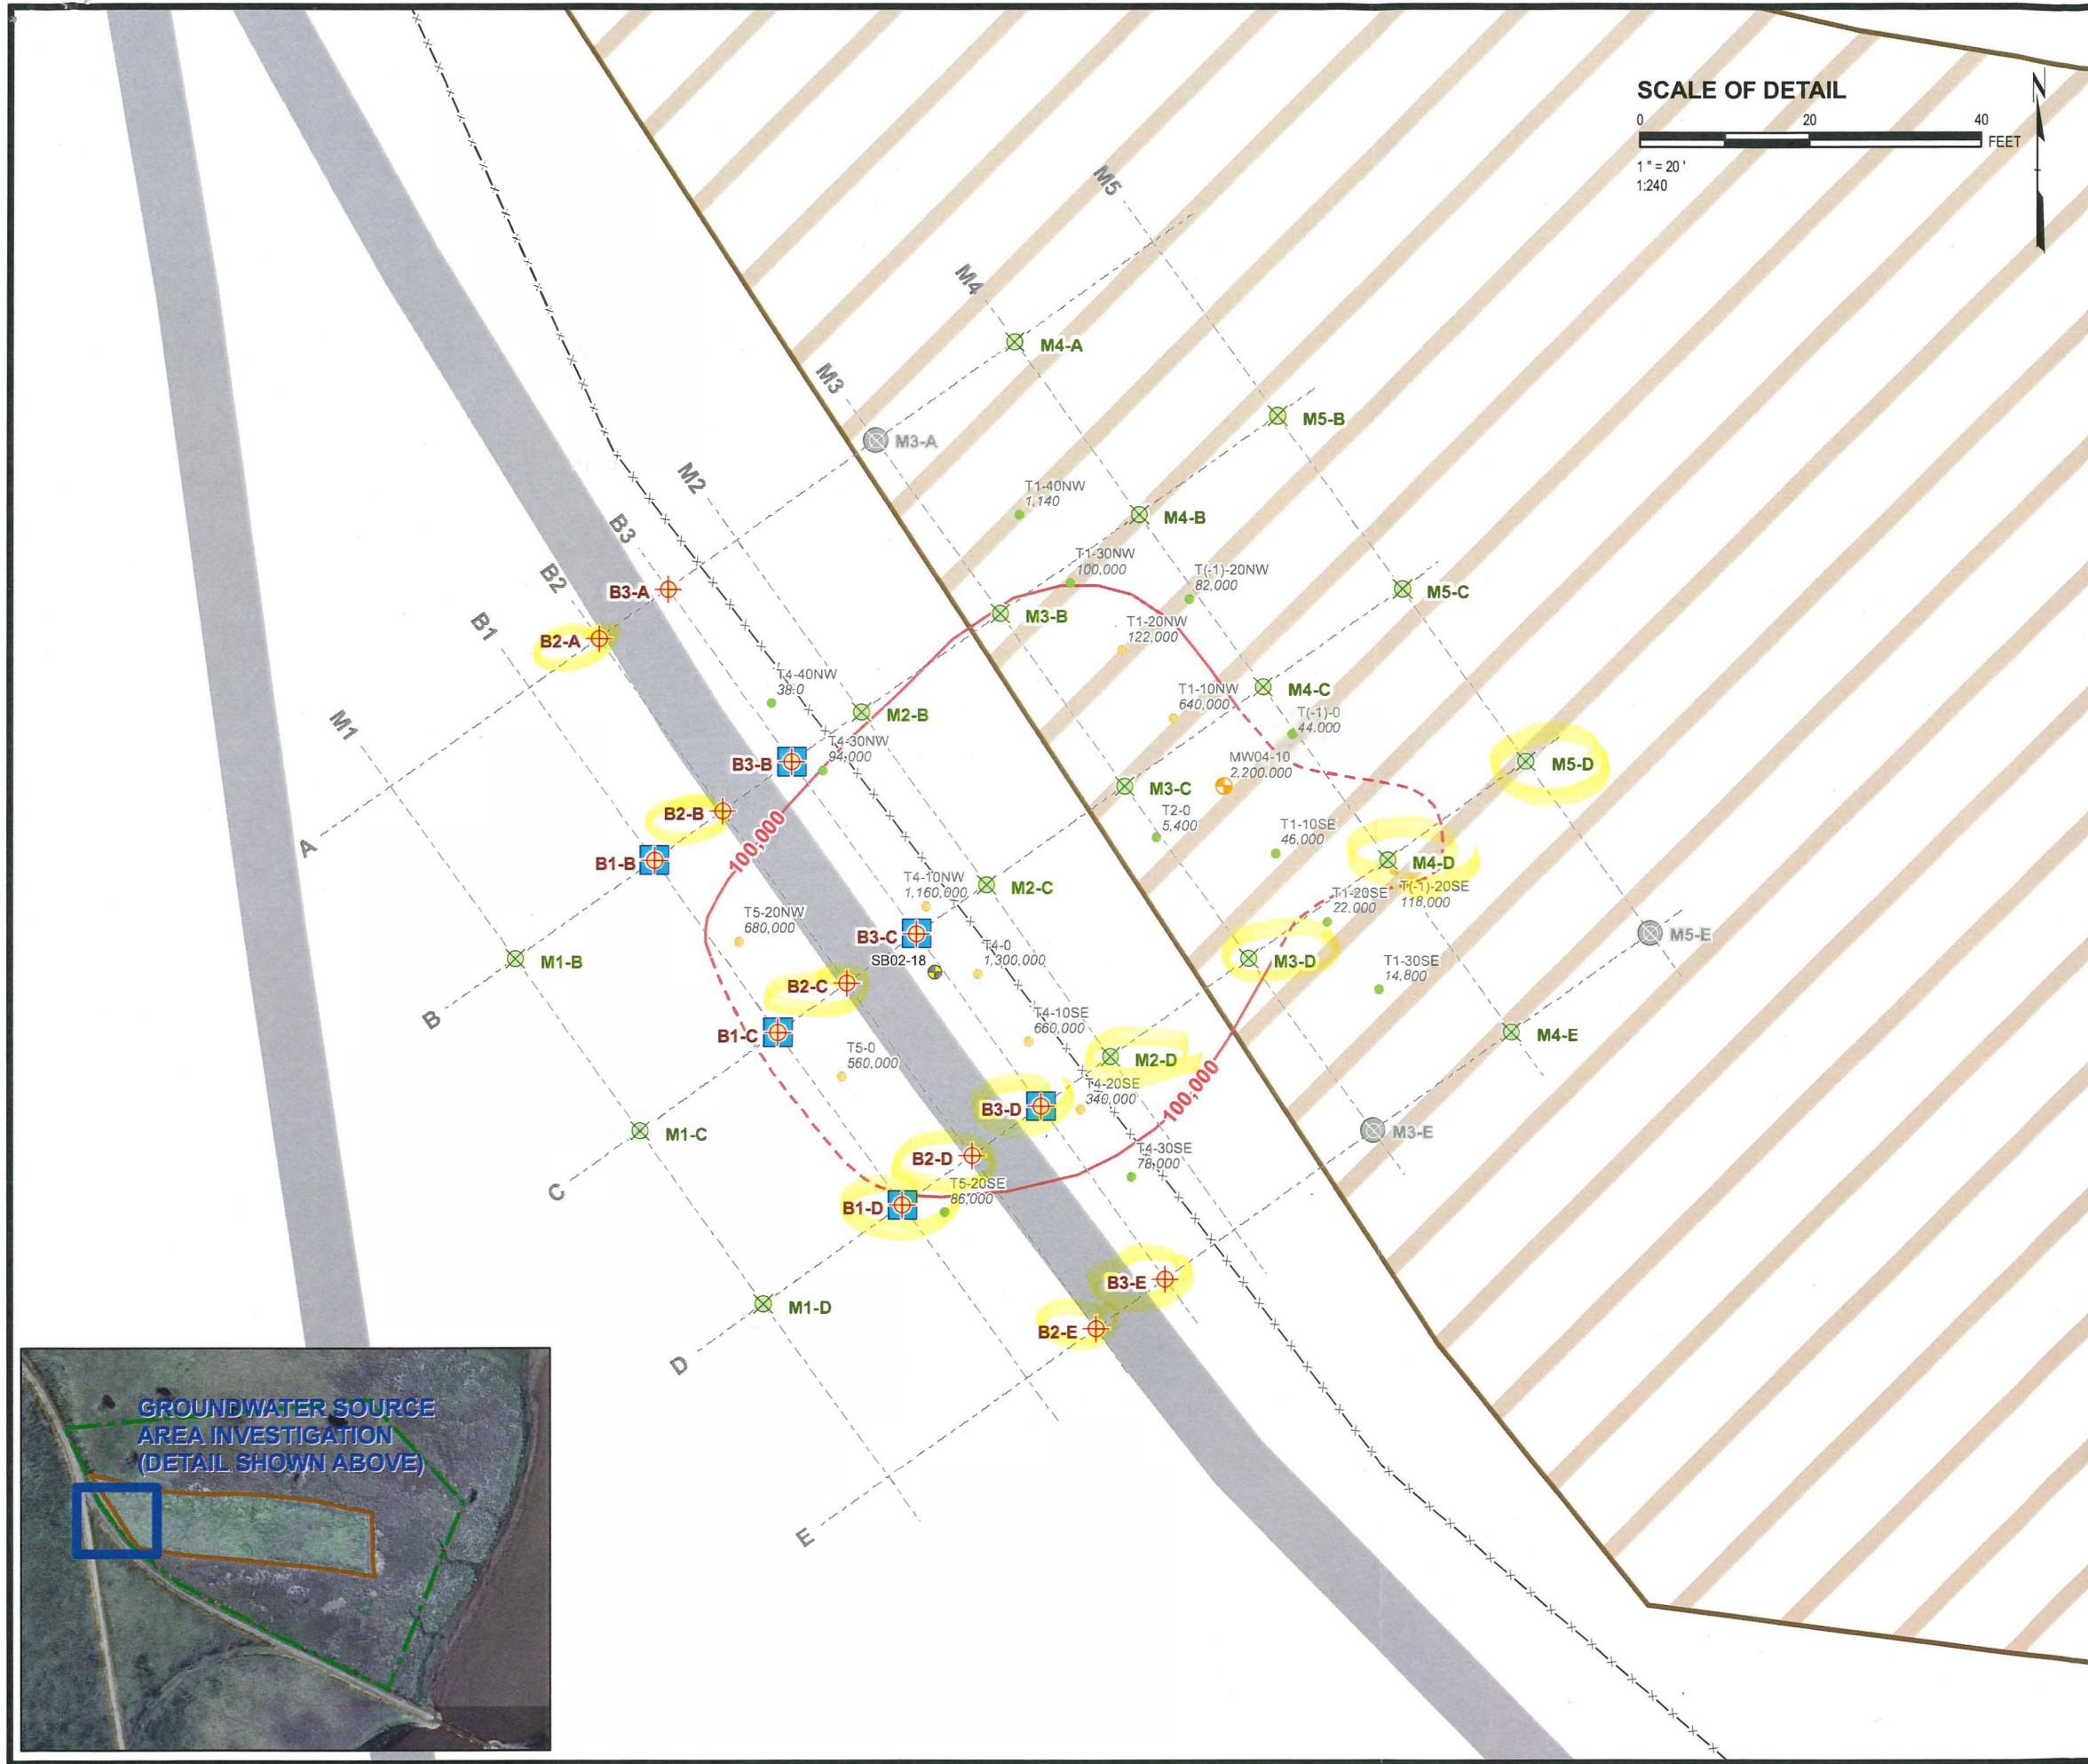 SCALE OF DETAIL
0 20 40
FEET
1 " = 20 '
1:240
N
M5
M4
M4-A
M3
M5-B
M3-A
M2
T1-40NW
1,140
M4-B
B3
T1-30NW
100,000
T(-1)-20NW
82,000
B2
B3-A
M5-C
M3-B
B1
T1-20NW
122,000
B2-A
T4-40NW
38.0
T1-10NW
640,000
M4-C
M1
M2-B
T(-1)-0
44,000
T4-30NW
94,000
B3-B
MW04-10
2,200,000
M5-D
M3-C
B2-B
T2-0
5,400
100,000
T1-10SE
46,000
A
B1-B
M4-D
T4-10NW
1,160,000
M2-C
T1-20SE
22,000
T(-1)-20SE
118,000
T5-20NW
680,000
B3-C
M5-E
T4-0
1,300,000
SB02-18
M1-B
M3-D
T1-30SE
14,800
B2-C
B
T4-10SE
660,000
B1-C
M4-E
T5-0
560,000
M2-D
T4-20SE
340,000
100,000
B3-D
M1-C
M3-E
B2-D
T4-30SE
78,000
T5-20SE
86,000
C
B1-D
B3-E
M1-D
B2-E
D
E
GROUNDWATER SOURCE
AREA INVESTIGATION
(DETAIL SHOWN ABOVE)